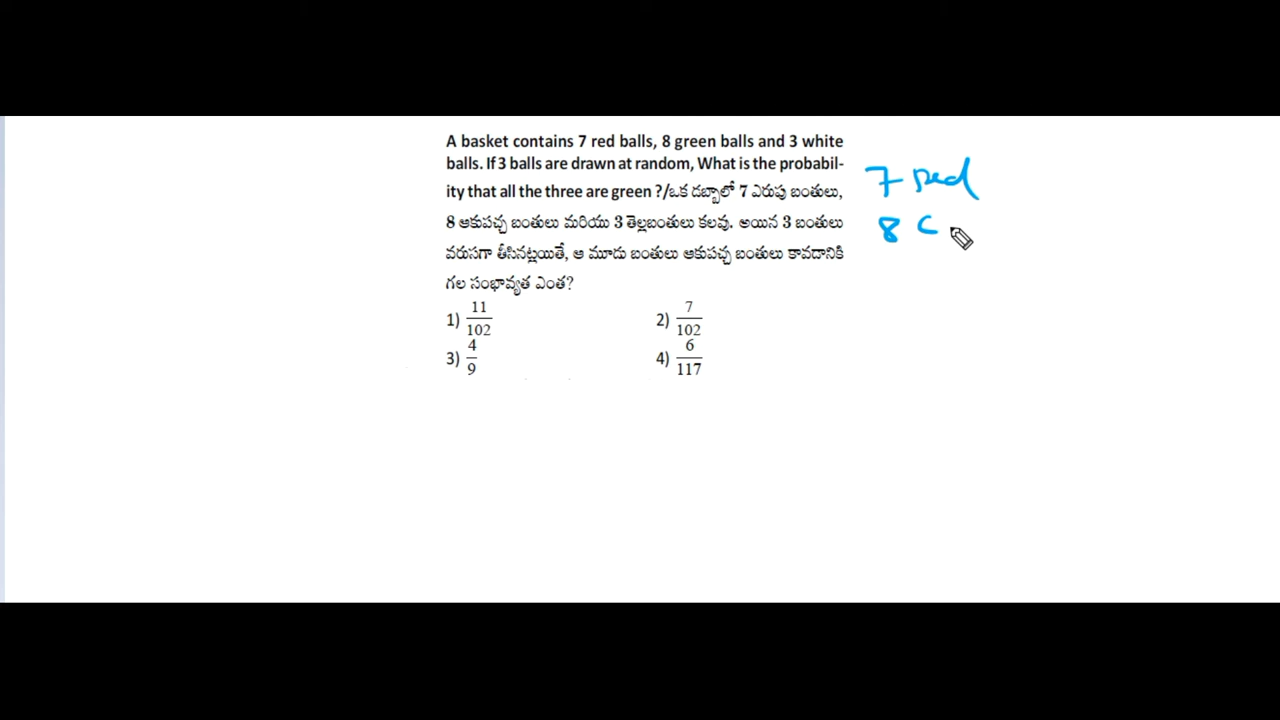 A basket contains 7 red balls, 8 green balls and 3 white
balls. If 3 balls are drawn at random, What is the probabil-
ity that all the three are green ?/ఒక డబ్బాలో 7 ఎరుపు బంతులు,
8 ఆకుపచ్చ బంతులు మరియు 3 తెల్లబంతులు కలవు. అయిన 3 బంతులు
వరుసగా తీసినట్లయితే, ఆ మూడు బంతులు ఆకుపచ్చ బంతులు కావడానికి
గల సంభావ్యత ఎంత?
1) 11/102 2) 7/102
3) 4/9 4) 6/117
7 red
8 C